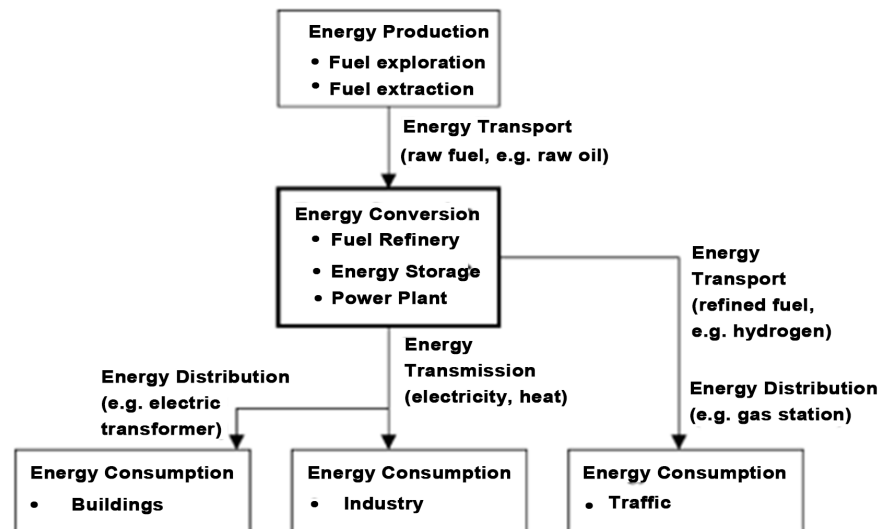 Energy Production
• Fuel exploration
• Fuel extraction
Energy Transport
(raw fuel, e.g. raw oil)
Energy Conversion
• Fuel Refinery
• Energy Storage
• Power Plant
Energy
Transport
(refined fuel,
e.g. hydrogen)
Energy
Transmission
(electricity, heat)
Energy Distribution
(e.g. electric
transformer)
Energy Distribution
(e.g. gas station)
Energy Consumption
• Buildings
Energy Consumption
• Industry
Energy Consumption
• Traffic